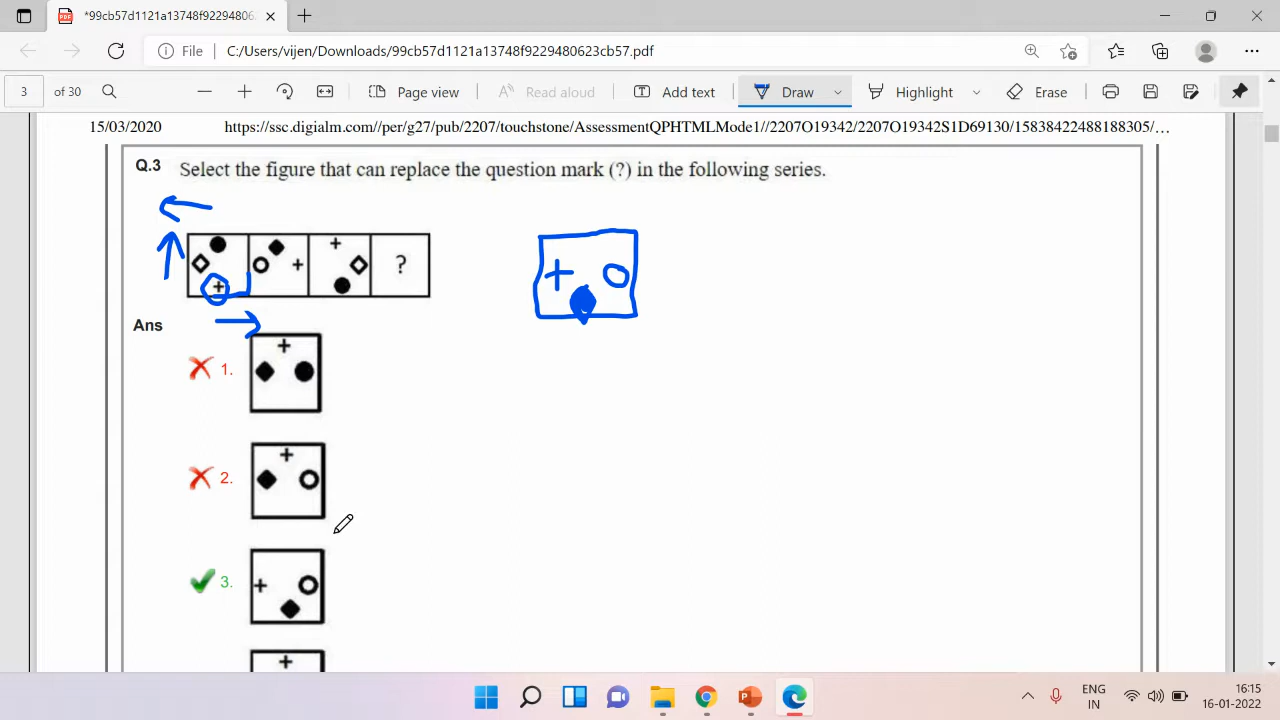 *99cb57d1121a13748f9229480623cb57.pdf
File C:/Users/vijen/Downloads/99cb57d1121a13748f9229480623cb57.pdf
3 of 30 Page view Read aloud Add text Draw Highlight Erase
15/03/2020 https://ssc.digialm.com//per/g27/pub/2207/touchstone/AssessmentQPHTMLMode1//2207O19342/2207O19342S1D69130/15838422488188305/…
Q.3 Select the figure that can replace the question mark (?) in the following series.
?
Ans
1.
2.
3.
ENG
IN
16:15
16-01-2022